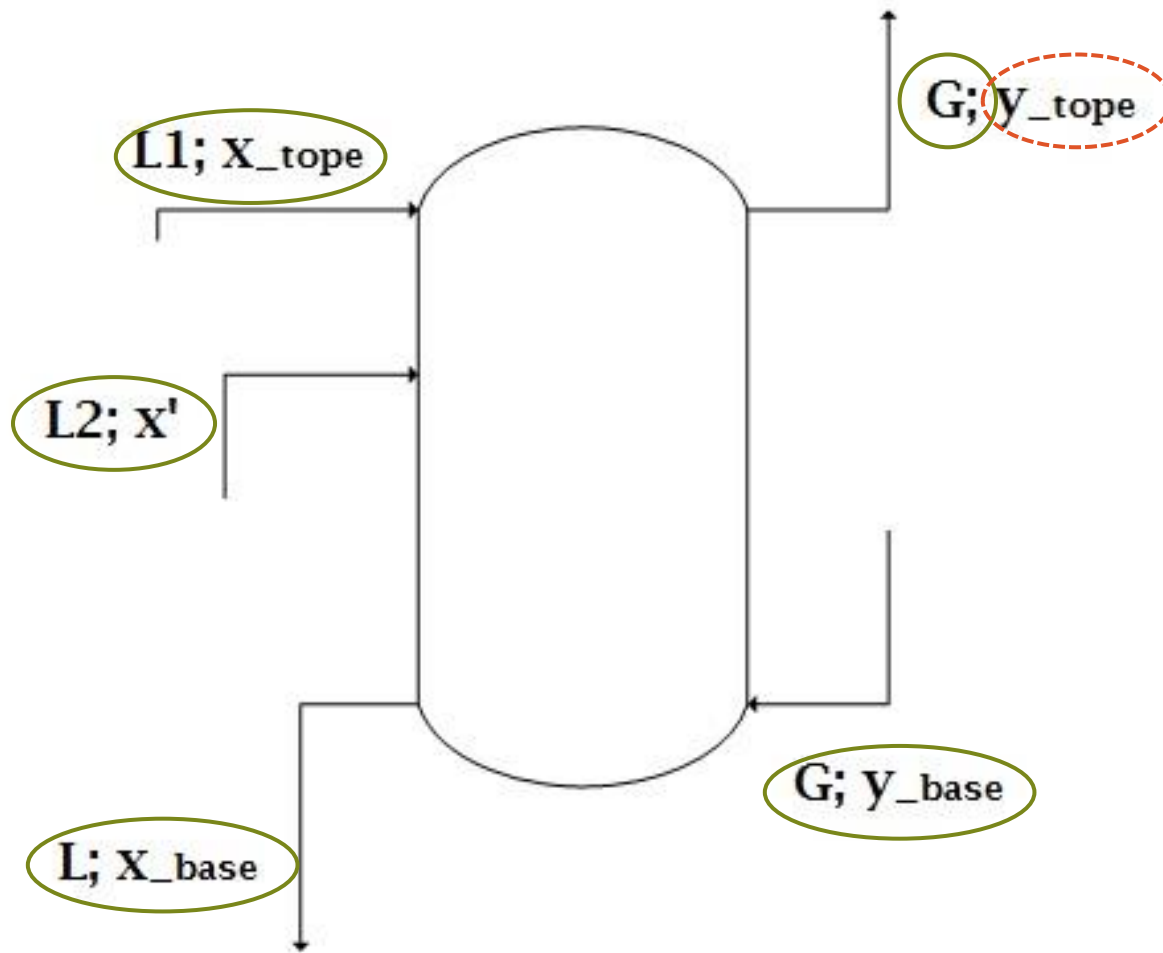 G; y_tope
L1; x_tope
L2; x'
G; y_base
L; x_base